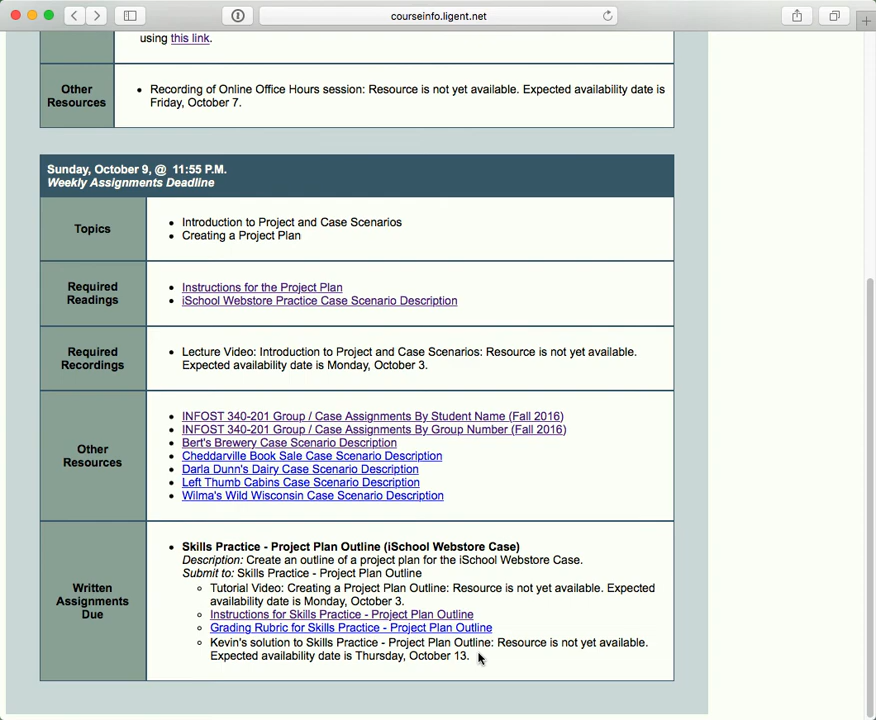 courseinfo.ligent.net
using this link.
Other
Resources
Recording of Online Office Hours session: Resource is not yet available. Expected availability date is
Friday, October 7.
Sunday, October 9, @ 11:55 P.M.
Weekly Assignments Deadline
Topics
Introduction to Project and Case Scenarios
Creating a Project Plan
Required
Readings
Instructions for the Project Plan
iSchool Webstore Practice Case Scenario Description
Required
Recordings
Lecture Video: Introduction to Project and Case Scenarios: Resource is not yet available.
Expected availability date is Monday, October 3.
Other
Resources
INFOST 340-201 Group / Case Assignments By Student Name (Fall 2016)
INFOST 340-201 Group / Case Assignments By Group Number (Fall 2016)
Bert's Brewery Case Scenario Description
Cheddarville Book Sale Case Scenario Description
Darla Dunn's Dairy Case Scenario Description
Left Thumb Cabins Case Scenario Description
Wilma's Wild Wisconsin Case Scenario Description
Written
Assignments
Due
Skills Practice - Project Plan Outline (iSchool Webstore Case)
Description: Create an outline of a project plan for the iSchool Webstore Case.
Submit to: Skills Practice - Project Plan Outline
Tutorial Video: Creating a Project Plan Outline: Resource is not yet available. Expected
availability date is Monday, October 3.
Instructions for Skills Practice - Project Plan Outline
Grading Rubric for Skills Practice - Project Plan Outline
Kevin's solution to Skills Practice - Project Plan Outline: Resource is not yet available.
Expected availability date is Thursday, October 13.